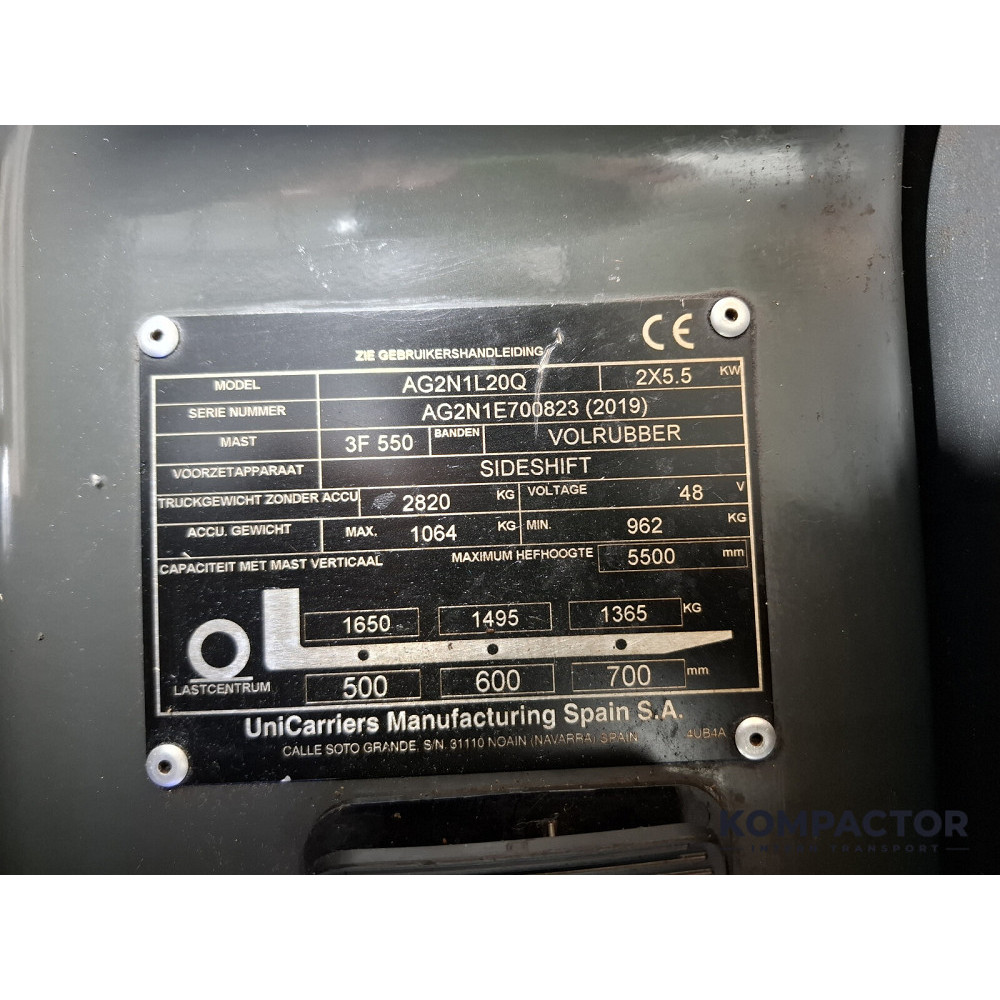 CE
ZIE GEBRUIKERSHANDLEIDING
MODEL AG2N1L20Q 2X5.5 KW
SERIE NUMMER AG2N1E700823 (2019)
MAST 3F 550 BANDEN VOLRUBBER
VOORZETAPPARAAT SIDESHIFT
TRUCKGEWICHT ZONDER ACCU 2820 KG VOLTAGE 48 V
ACCU. GEWICHT MAX. 1064 KG MIN. 962 KG
CAPACITEIT MET MAST VERTICAAL MAXIMUM HEFHOOGTE 5500 mm
1650 1495 1365 KG
LASTCENTRUM 500 600 700 mm
UniCarriers Manufacturing Spain S.A.
CALLE SOTO GRANDE, S/N. 31110 NOAIN (NAVARRA) SPAIN 4UB4A
KOMPACTOR
INTERN TRANSPORT